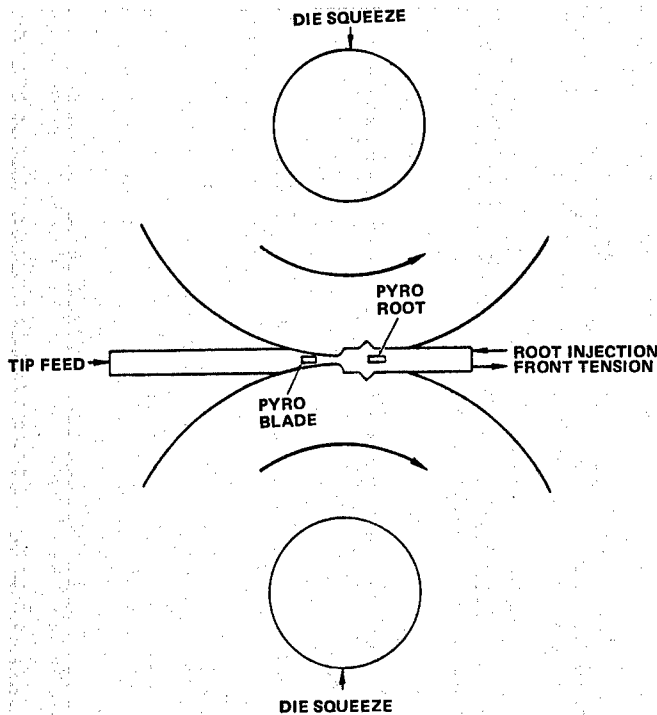 DIE SQUEEZE
PYRO
ROOT
TIP FEED
ROOT INJECTION
FRONT TENSION
PYRO
BLADE
DIE SQUEEZE